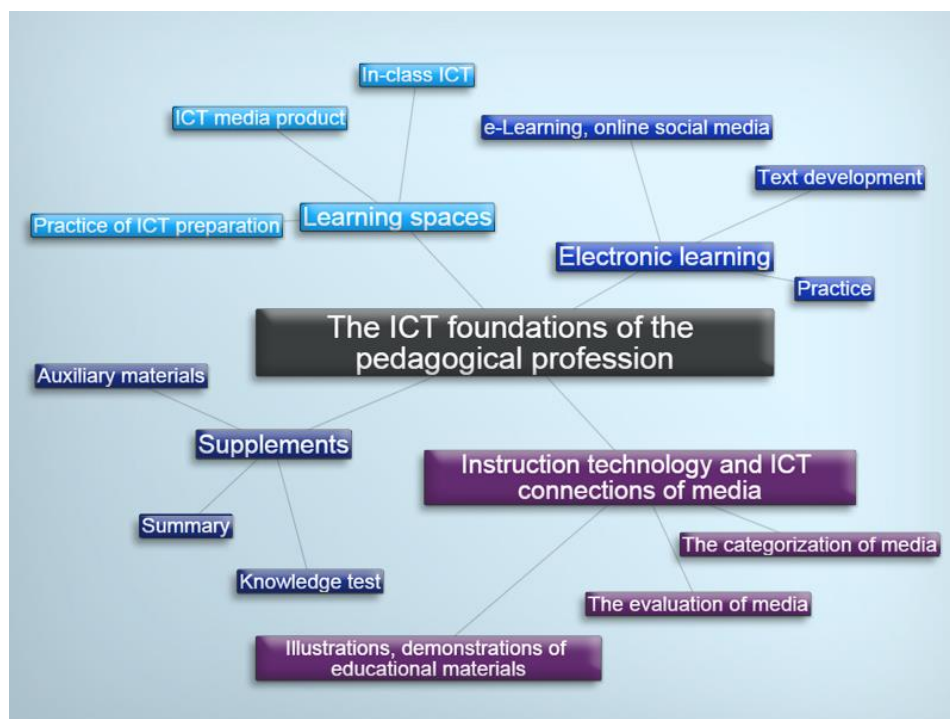 In-class ICT
ICT media product
e-Learning, online social media
Text development
Practice of ICT preparation
Learning spaces
Electronic learning
Practice
The ICT foundations of the
pedagogical profession
Auxiliary materials
Supplements
Instruction technology and ICT
connections of media
Summary
The categorization of media
Knowledge test
The evaluation of media
Illustrations, demonstrations of
educational materials